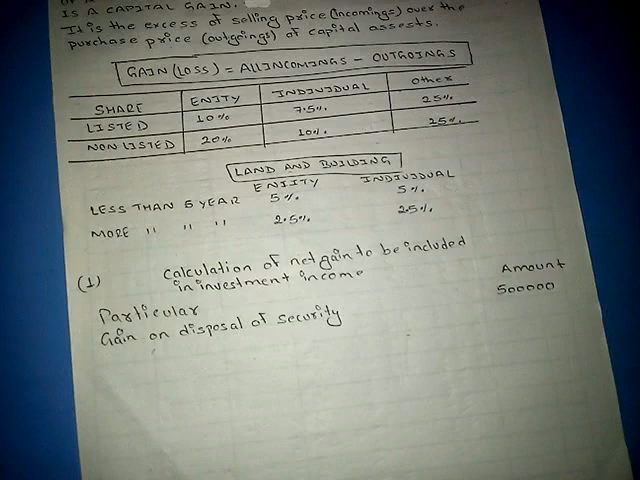 IS A CAPITAL GAIN.
It is the excess of selling price (incomings) over the
purchase price (outgoings) of capital assests.
GAIN (LOSS) = ALL INCOMINGS - OUTGOINGS
SHARE ENTITY INDIVIDUAL Other
LISTED 10% 7.5% 25%
NON LISTED 20% 10% 25%
LAND AND BUILDING
ENTITY INDIVIDUAL
LESS THAN 5 YEAR 5% 5%
MORE " " " 2.5% 2.5%
(1) Calculation of net gain to be included
in investment income
Particular Amount
Gain on disposal of security 500000